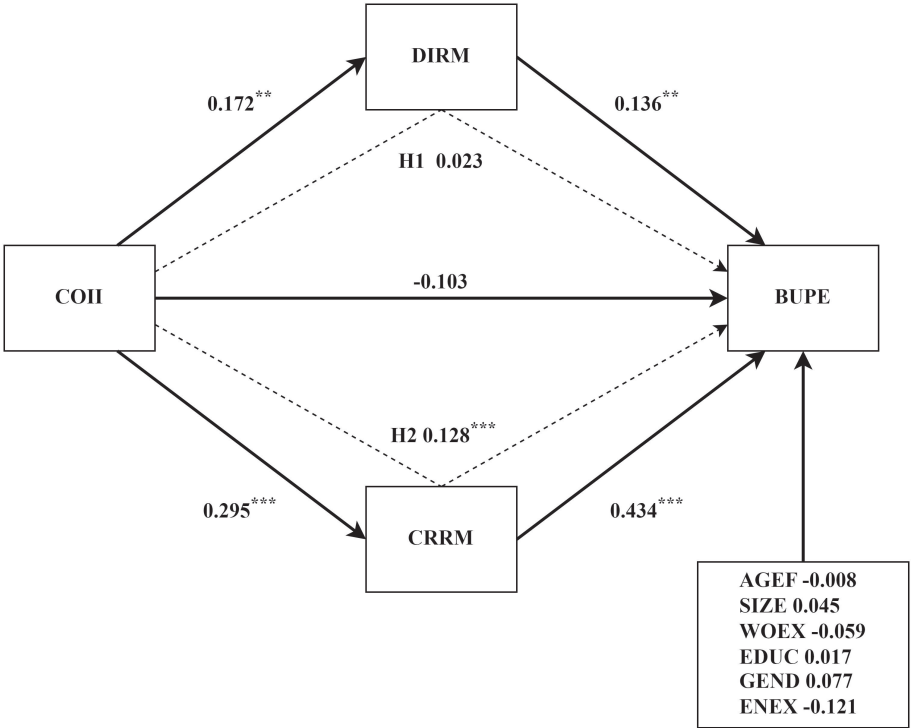 DIRM
0.172**
0.136**
H1 0.023
COII
-0.103
BUPE
H2 0.128***
0.295***
0.434***
CRRM
AGEF -0.008
SIZE 0.045
WOEX -0.059
EDUC 0.017
GEND 0.077
ENEX -0.121